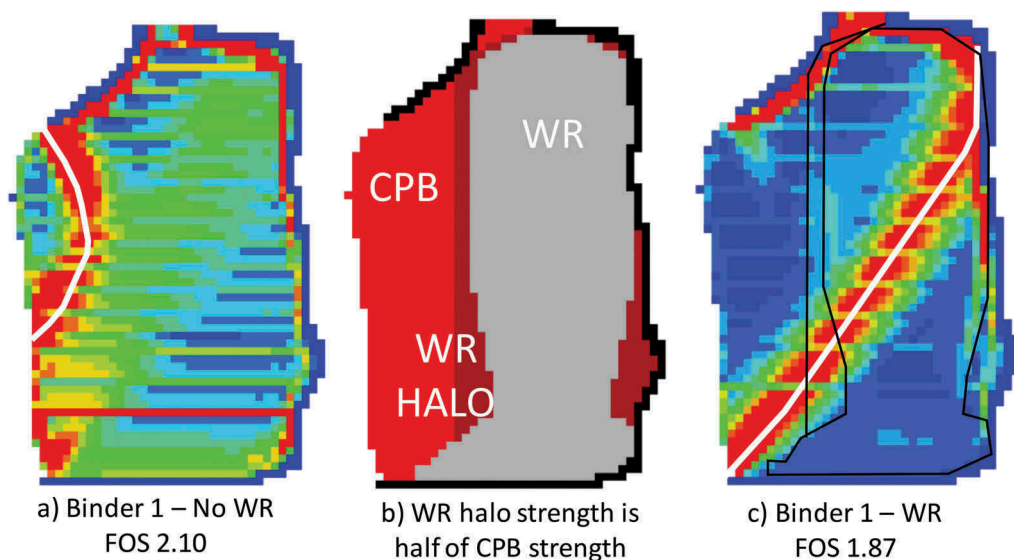 CPB
WR
WR
HALO
a) Binder 1 – No WR
FOS 2.10
b) WR halo strength is
half of CPB strength
c) Binder 1 – WR
FOS 1.87